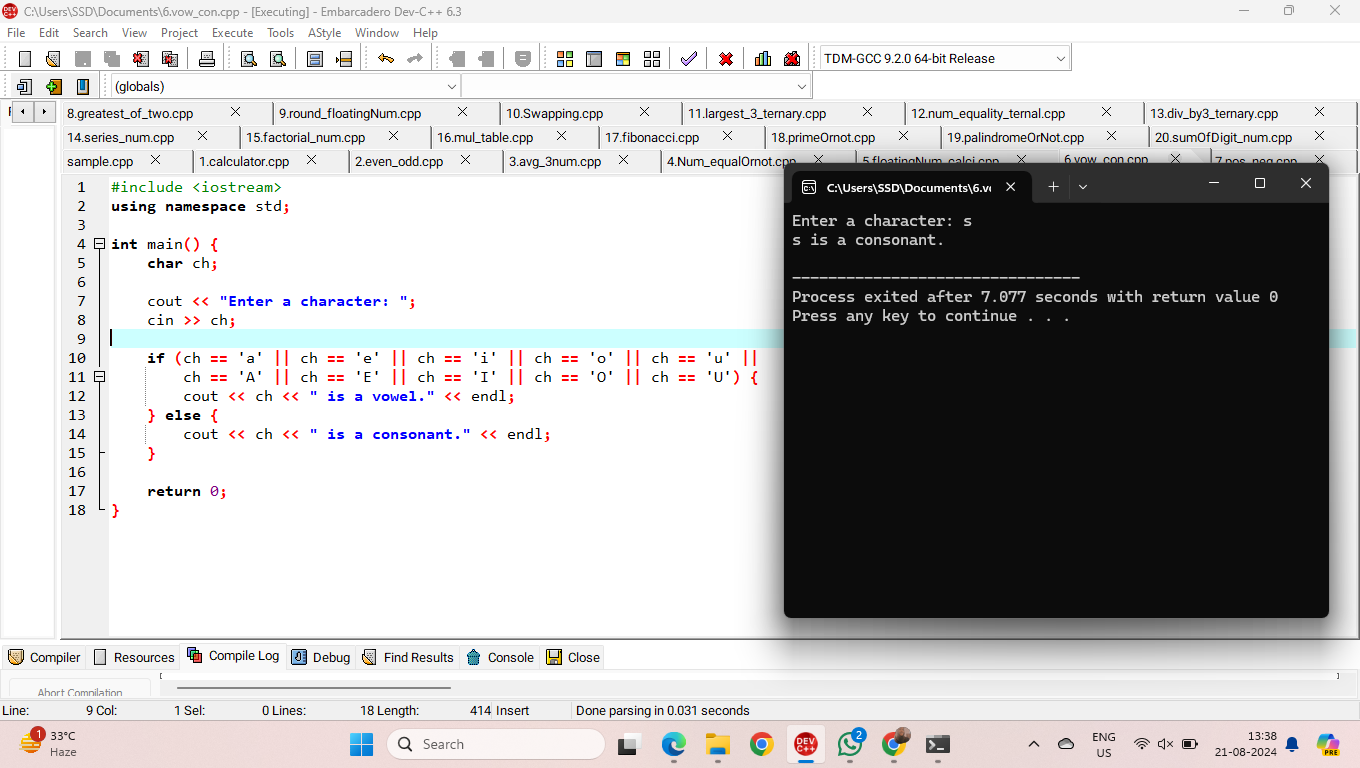 C:\Users\SSD\Documents\6.vow_con.cpp - [Executing] - Embarcadero Dev-C++ 6.3
File Edit Search View Project Execute Tools AStyle Window Help
TDM-GCC 9.2.0 64-bit Release
(globals)
8.greatest_of_two.cpp 9.round_floatingNum.cpp 10.Swapping.cpp 11.largest_3_ternary.cpp 12.num_equality_ternal.cpp 13.div_by3_ternary.cpp
14.series_num.cpp 15.factorial_num.cpp 16.mul_table.cpp 17.fibonacci.cpp 18.primeOrnot.cpp 19.palindromeOrNot.cpp 20.sumOfDigit_num.cpp
sample.cpp 1.calculator.cpp 2.even_odd.cpp 3.avg_3num.cpp 4.Num_equalOrnot.cpp 5.floatingNum_calci.cpp 6.vow_con.cpp 7.pos_neg.cpp
1 #include <iostream>
2 using namespace std;
3
4 int main() {
5 char ch;
6
7 cout << "Enter a character: ";
8 cin >> ch;
9
10 if (ch == 'a' || ch == 'e' || ch == 'i' || ch == 'o' || ch == 'u' ||
11 ch == 'A' || ch == 'E' || ch == 'I' || ch == 'O' || ch == 'U') {
12 cout << ch << " is a vowel." << endl;
13 } else {
14 cout << ch << " is a consonant." << endl;
15 }
16
17 return 0;
18 }
C:\Users\SSD\Documents\6.vo
Enter a character: s
s is a consonant.
--------------------------------
Process exited after 7.077 seconds with return value 0
Press any key to continue . . .
Compiler Resources Compile Log Debug Find Results Console Close
Abort Compilation
Line: 9 Col: 1 Sel: 0 Lines: 18 Length: 414 Insert Done parsing in 0.031 seconds
1
33°C
Haze
Search
DEV C++
2
ENG
US
13:38
21-08-2024
PRE